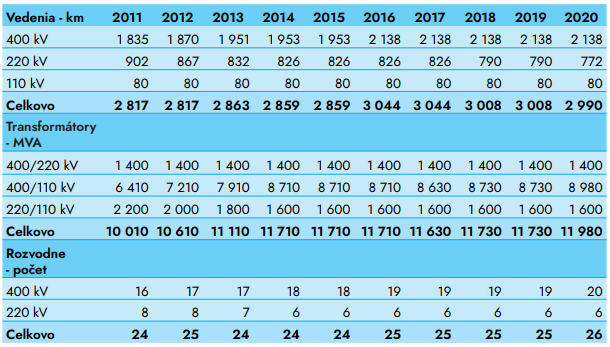 Vedenia - km 2011 2012 2013 2014 2015 2016 2017 2018 2019 2020
400 kV 1 835 1 870 1 951 1 953 1 953 2 138 2 138 2 138 2 138 2 138
220 kV 902 867 832 826 826 826 826 790 790 772
110 kV 80 80 80 80 80 80 80 80 80 80
Celkovo 2 817 2 817 2 863 2 859 2 859 3 044 3 044 3 008 3 008 2 990
Transformátory
- MVA
400/220 kV 1 400 1 400 1 400 1 400 1 400 1 400 1 400 1 400 1 400 1 400
400/110 kV 6 410 7 210 7 910 8 710 8 710 8 710 8 630 8 730 8 730 8 980
220/110 kV 2 200 2 000 1 800 1 600 1 600 1 600 1 600 1 600 1 600 1 600
Celkovo 10 010 10 610 11 110 11 710 11 710 11 710 11 630 11 730 11 730 11 980
Rozvodne
- počet
400 kV 16 17 17 18 18 19 19 19 19 20
220 kV 8 8 7 6 6 6 6 6 6 6
Celkovo 24 25 24 24 24 25 25 25 25 26